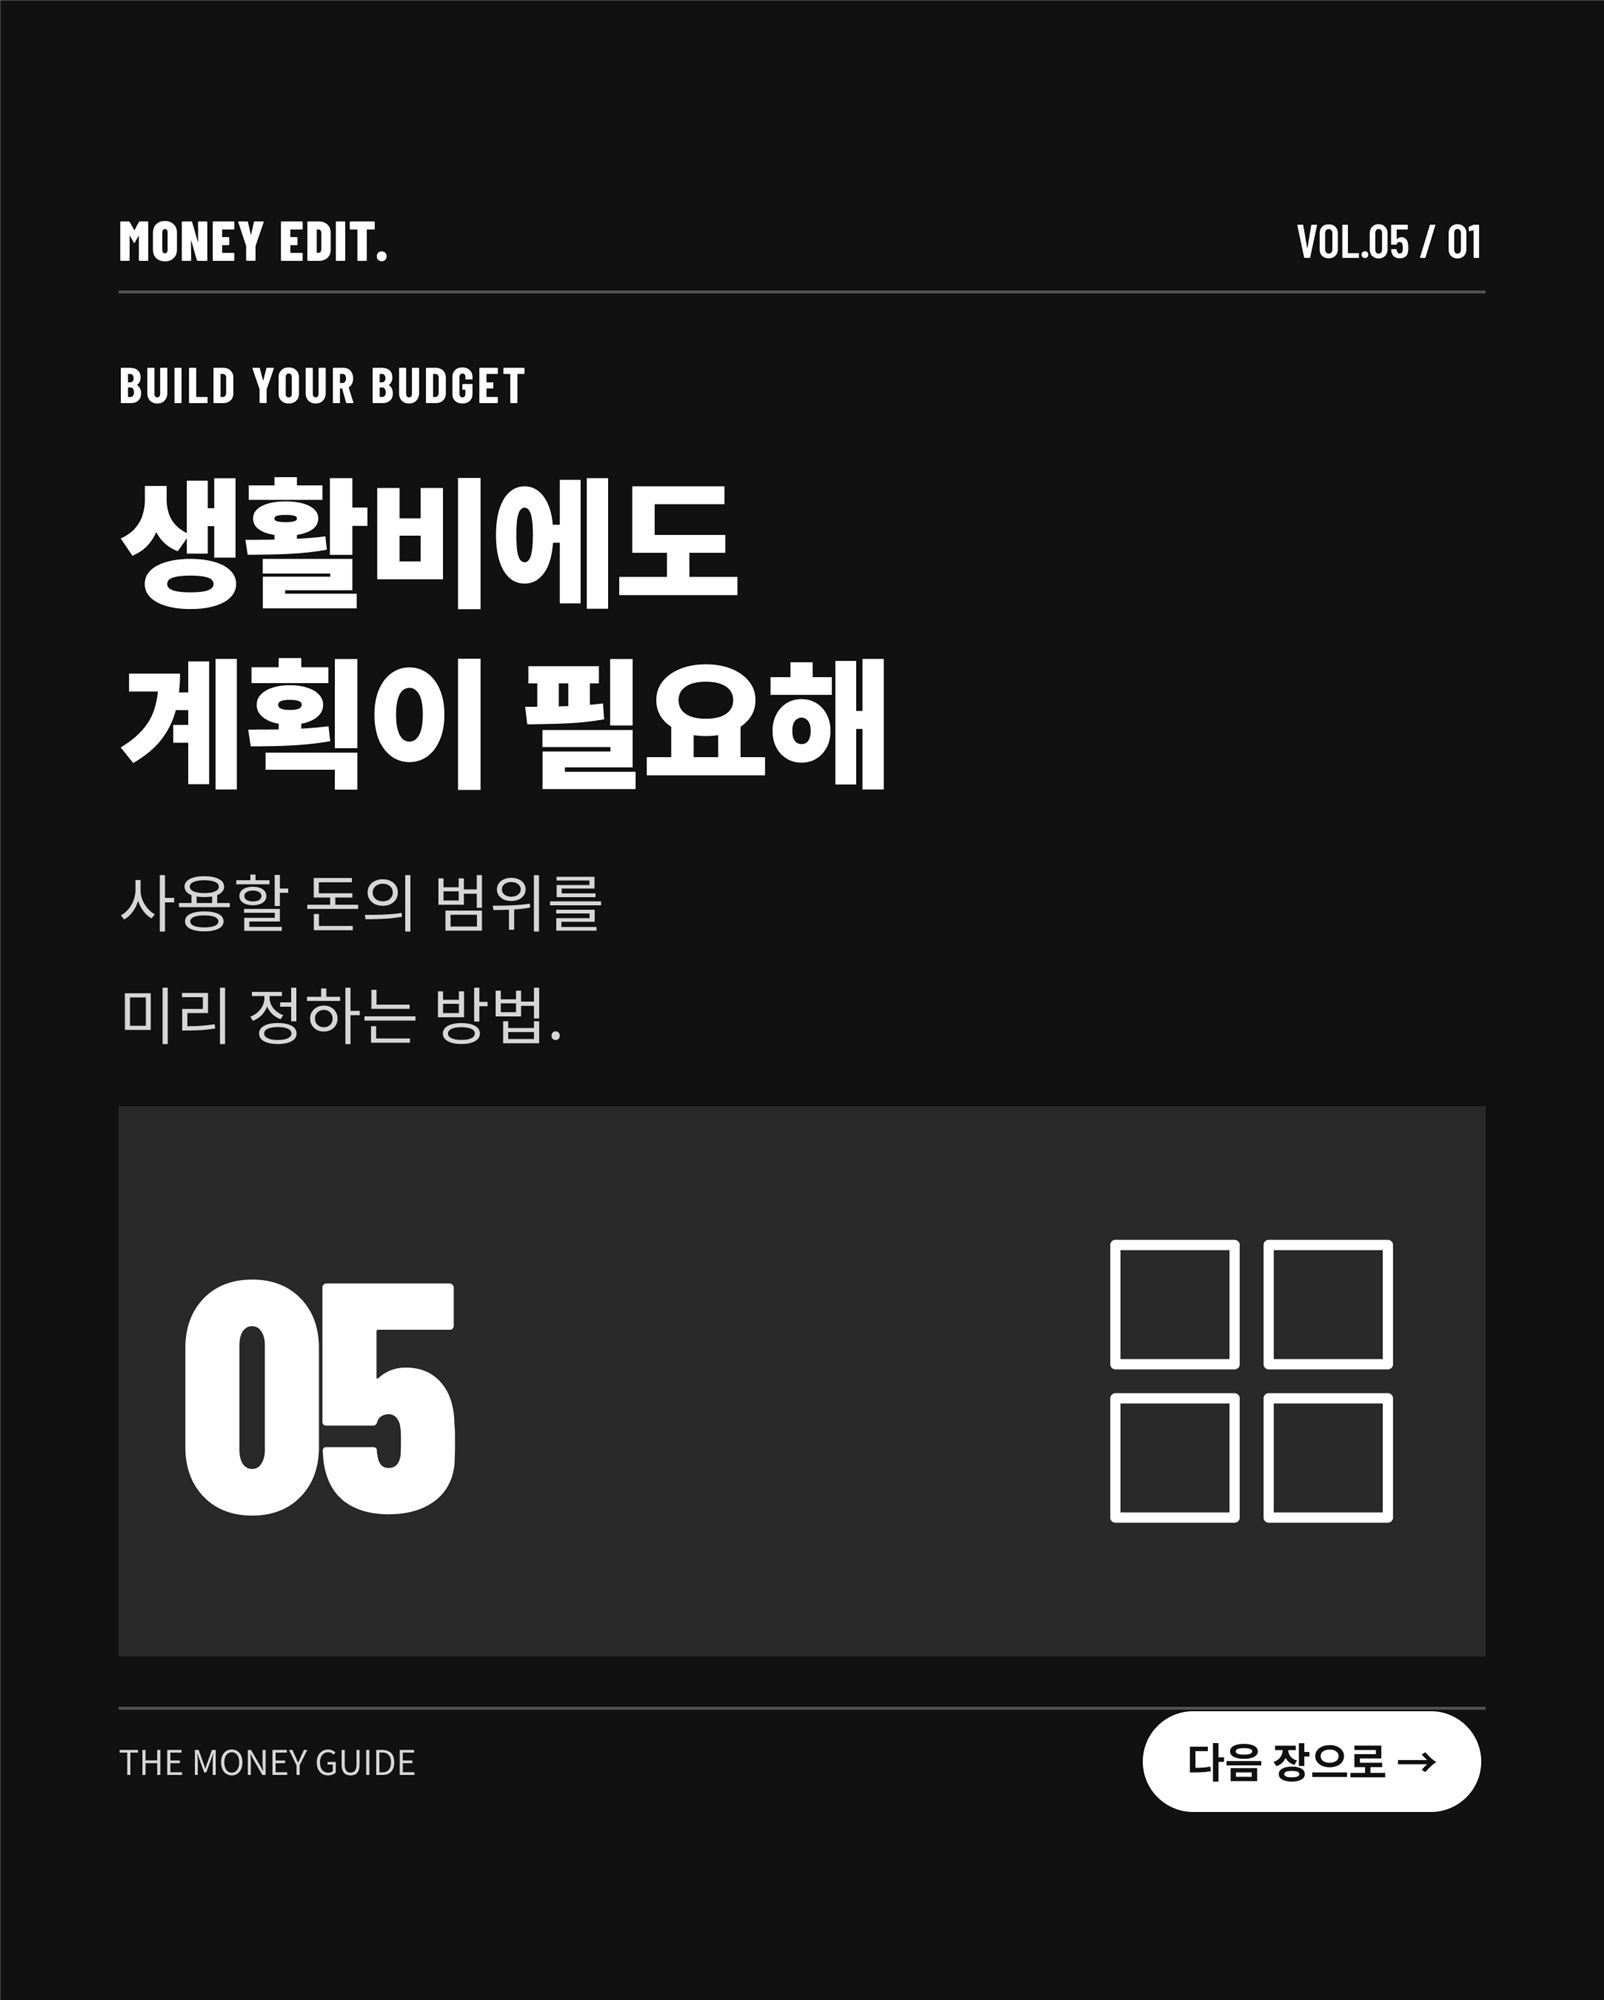 MONEY EDIT.
VOL.05 / 01
BUILD YOUR BUDGET
생활비에도
계획이 필요해
사용할 돈의 범위를
미리 정하는 방법.
05
THE MONEY GUIDE
다음 장으로 →